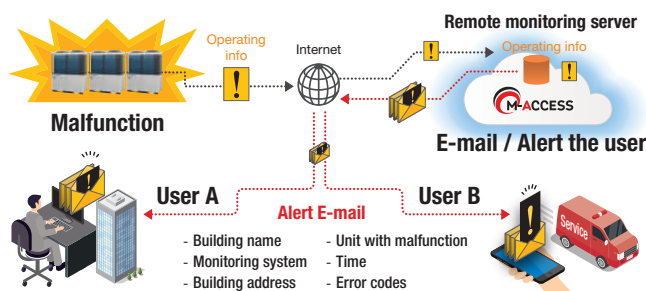 Remote monitoring server
Operating
info
Internet
Operating info
M-ACCESS
Malfunction
E-mail / Alert the user
User A
User B
Alert E-mail
Service
- Building name
- Monitoring system
- Building address
- Unit with malfunction
- Time
- Error codes